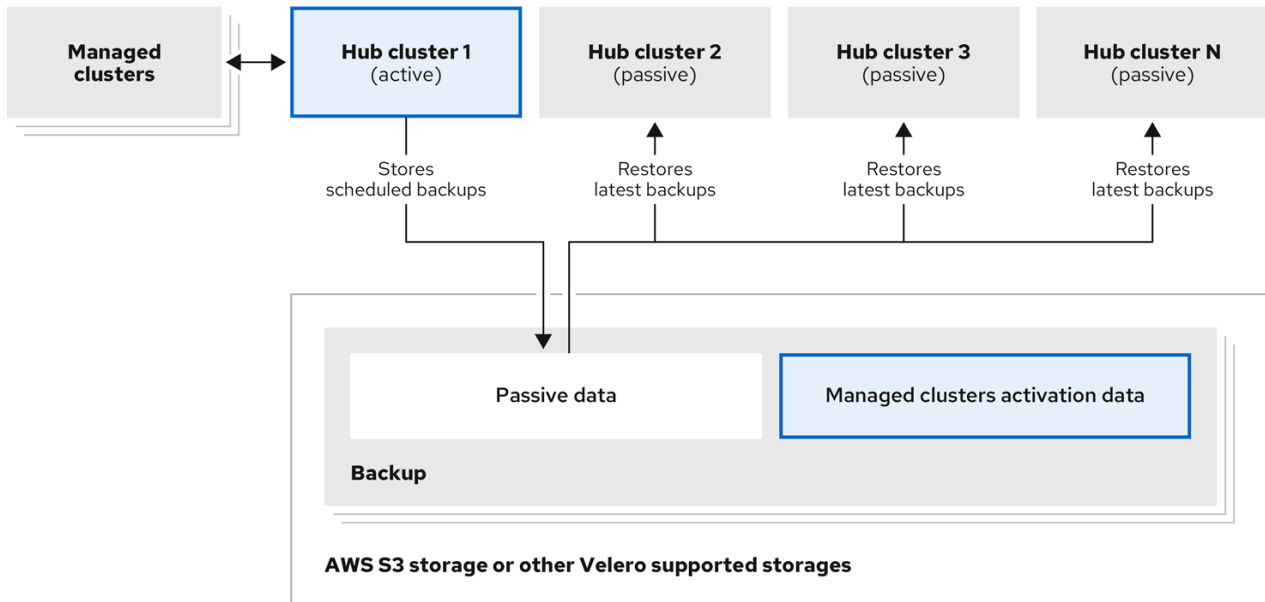 Managed
clusters
Hub cluster 1
(active)
Hub cluster 2
(passive)
Hub cluster 3
(passive)
Hub cluster N
(passive)
Stores
scheduled backups
Restores
latest backups
Restores
latest backups
Restores
latest backups
Passive data
Managed clusters activation data
Backup
AWS S3 storage or other Velero supported storages